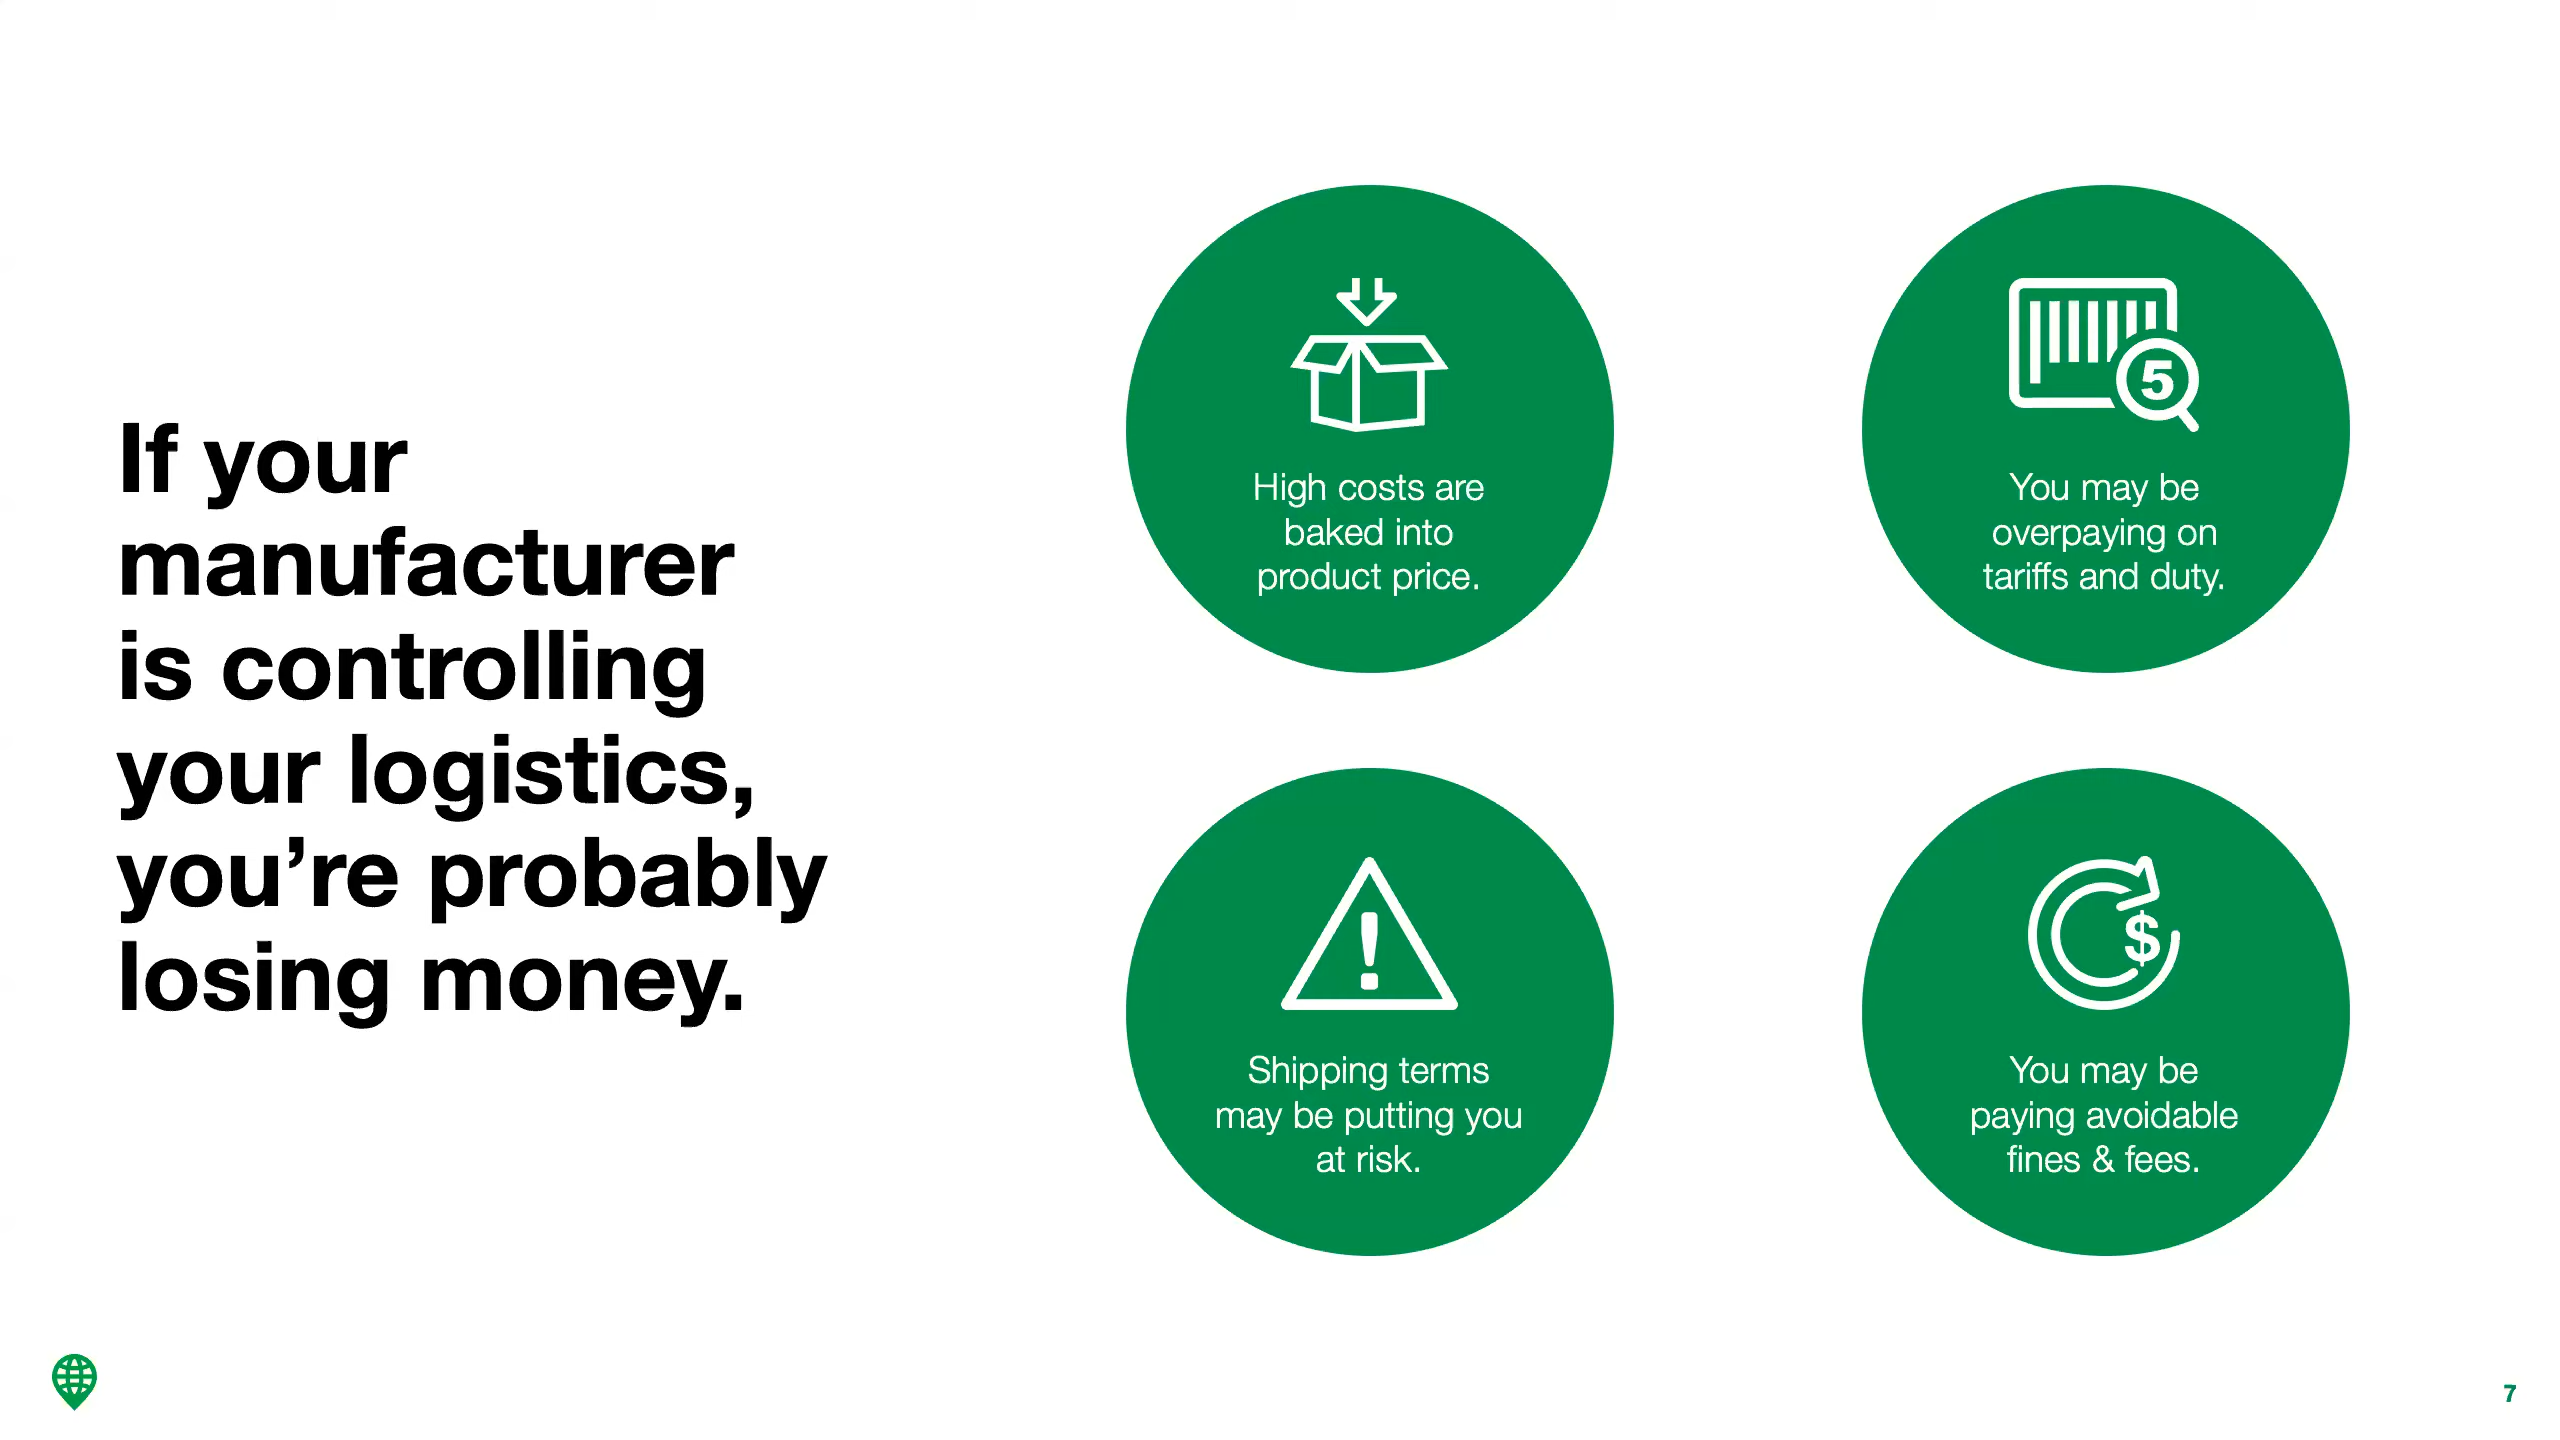 If your
manufacturer
is controlling
your logistics,
you’re probably
losing money.
High costs are
baked into
product price.
5
You may be
overpaying on
tariffs and duty.
!
Shipping terms
may be putting you
at risk.
$
You may be
paying avoidable
fines & fees.
7